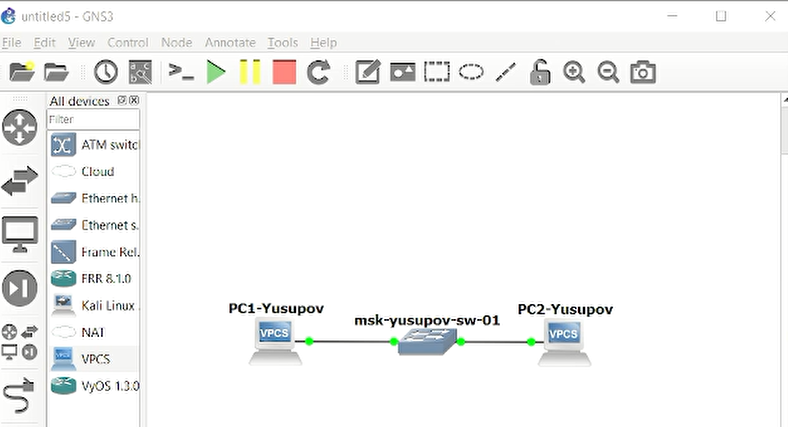 untitled5 - GNS3
File Edit View Control Node Annotate Tools Help
All devices
Filter
ATM switc
Cloud
Ethernet h.
Ethernet s.
Frame Rel.
FRR 8.1.0
Kali Linux
NAT
VPCS
VyOS 1.3.0
PC1-Yusupov
msk-yusupov-sw-01
PC2-Yusupov
VPCS
VPCS